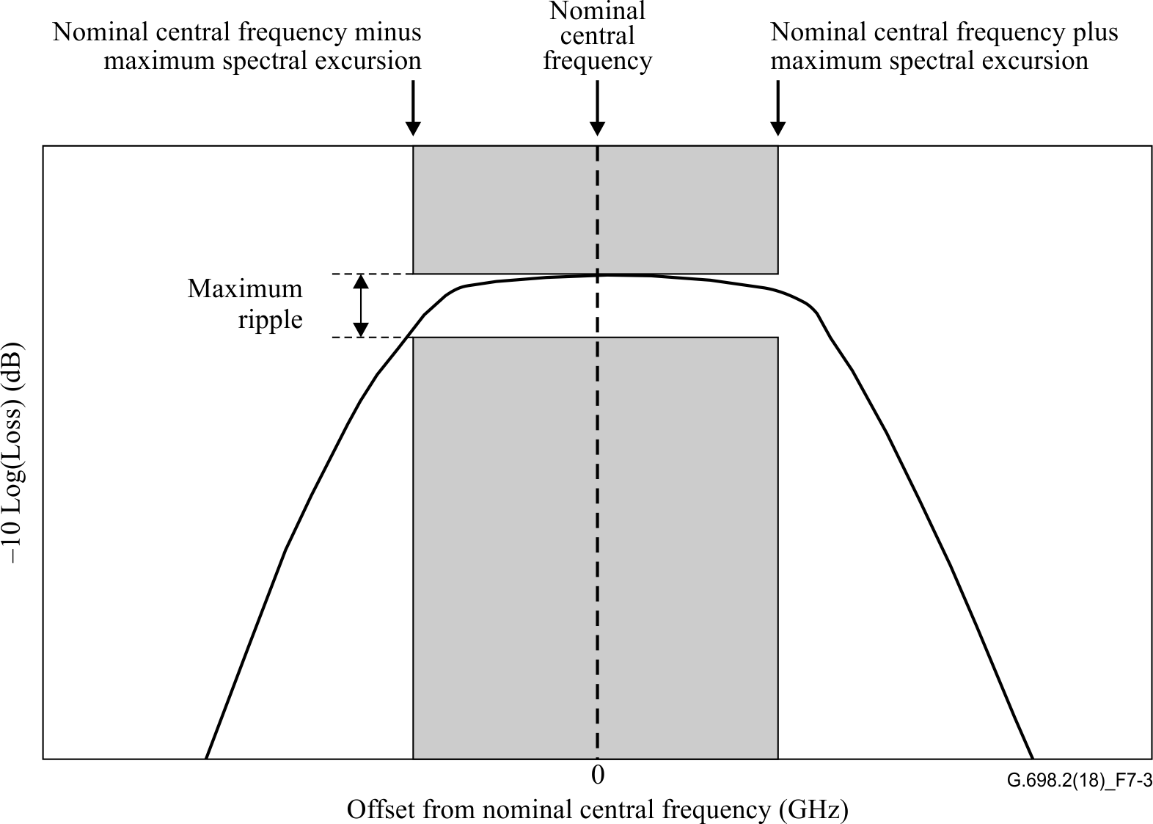 Nominal central frequency minus
maximum spectral excursion
Nominal
central
frequency
Nominal central frequency plus
maximum spectral excursion
Maximum
ripple
–10 Log(Loss) (dB)
0
G.698.2(18)_F7-3
Offset from nominal central frequency (GHz)